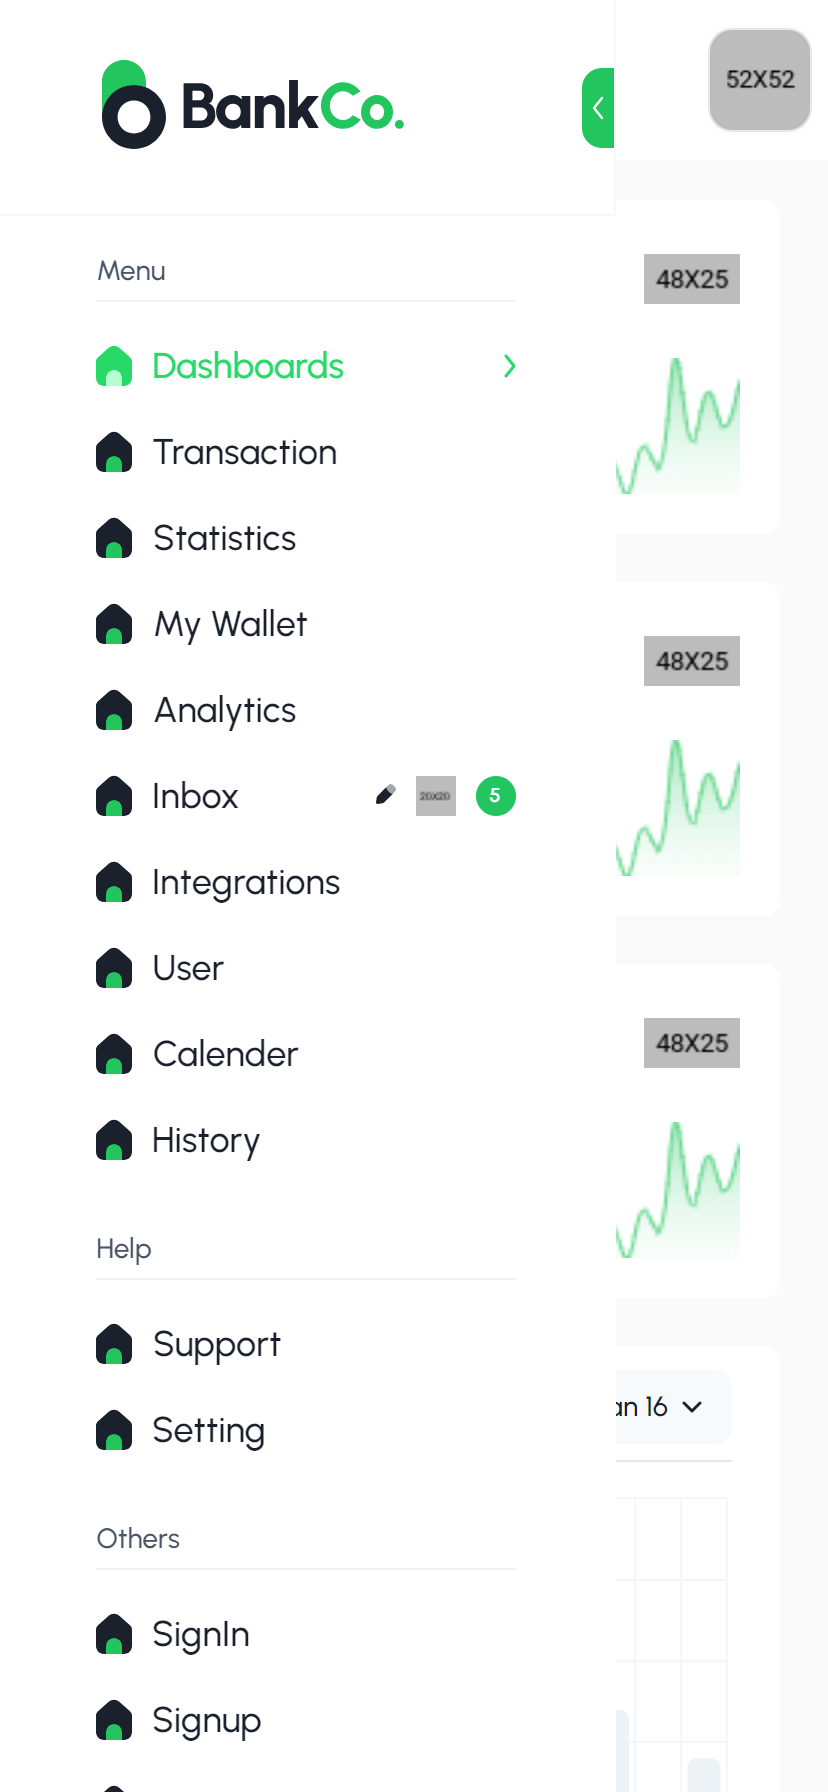 BankCo.
52X52
Menu
48X25
Dashboards
Transaction
Statistics
My Wallet
48X25
Analytics
Inbox
20X20
5
Integrations
User
Calender
48X25
History
Help
Support
an 16
Setting
Others
SignIn
Signup